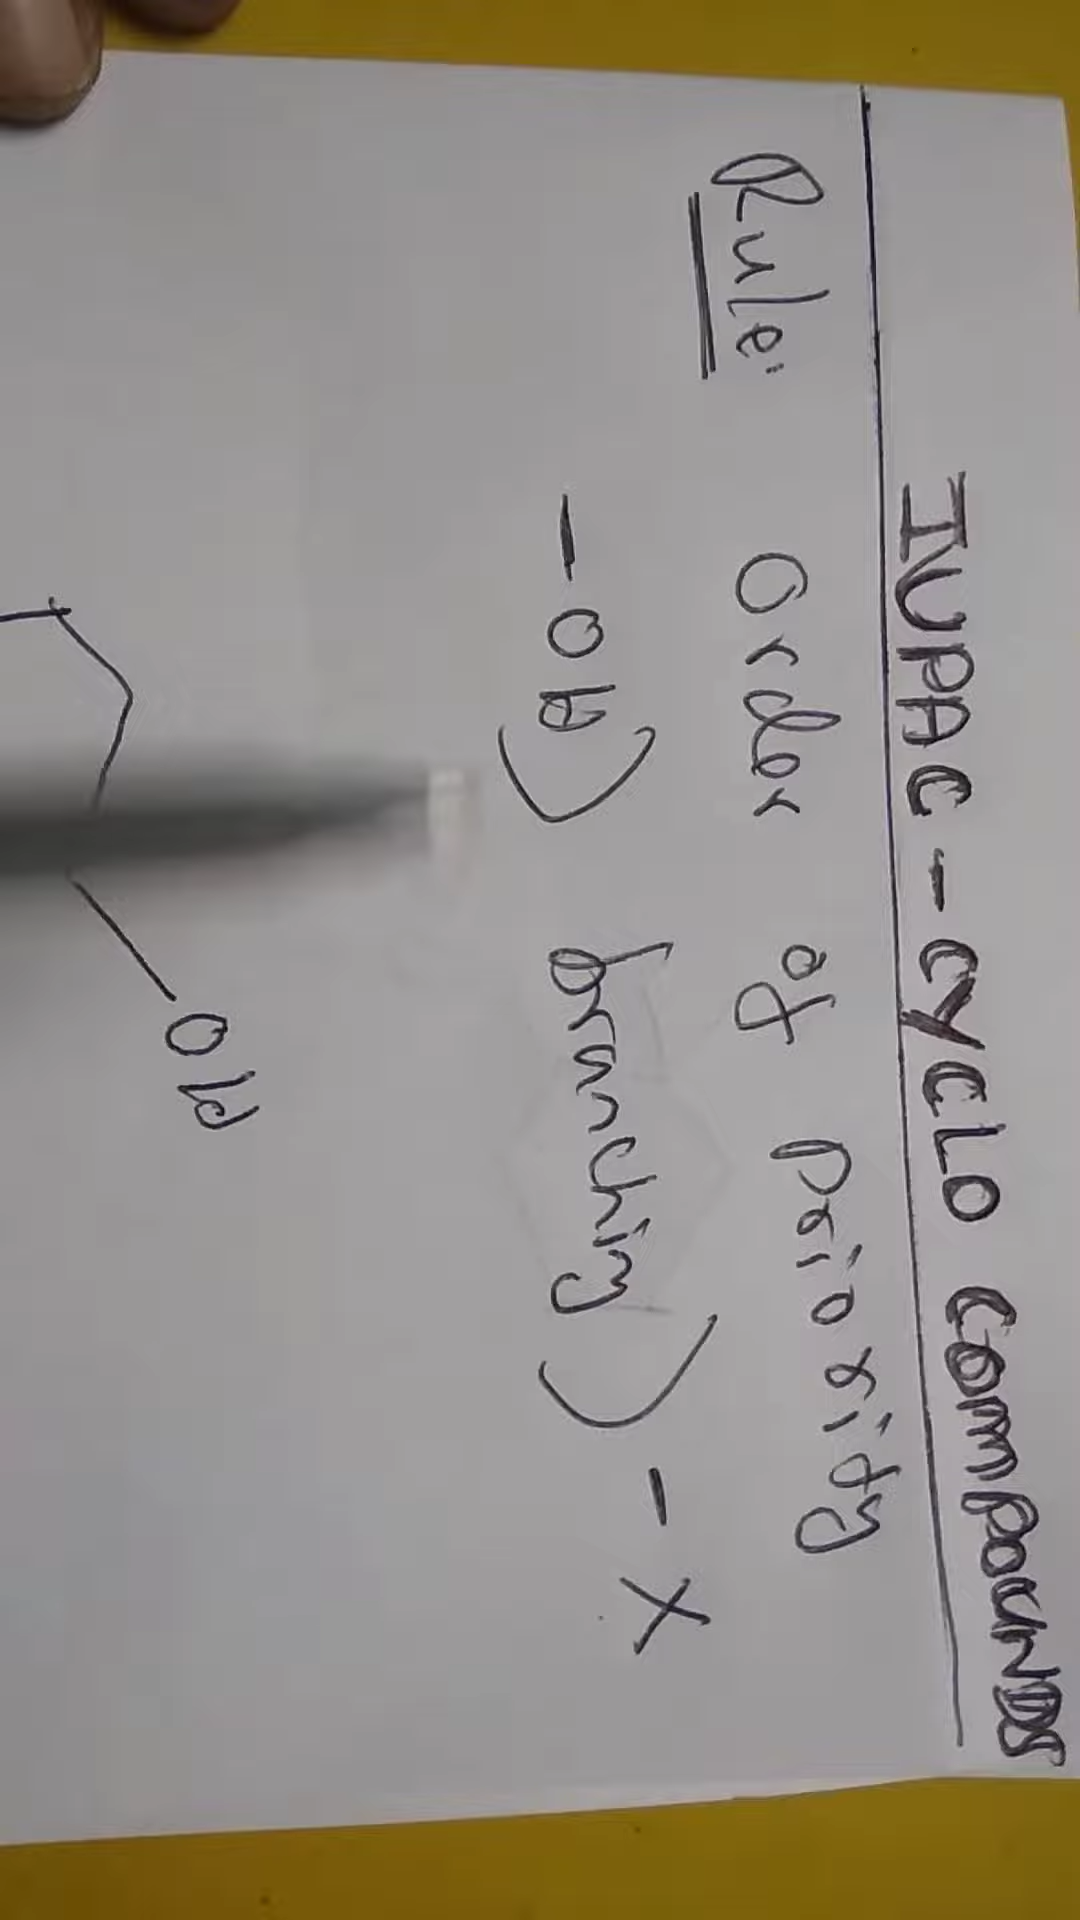 IUPAC - CYCLO COMPOUNDS
Rule: Order of Priority
- OH > branching > - X
OH